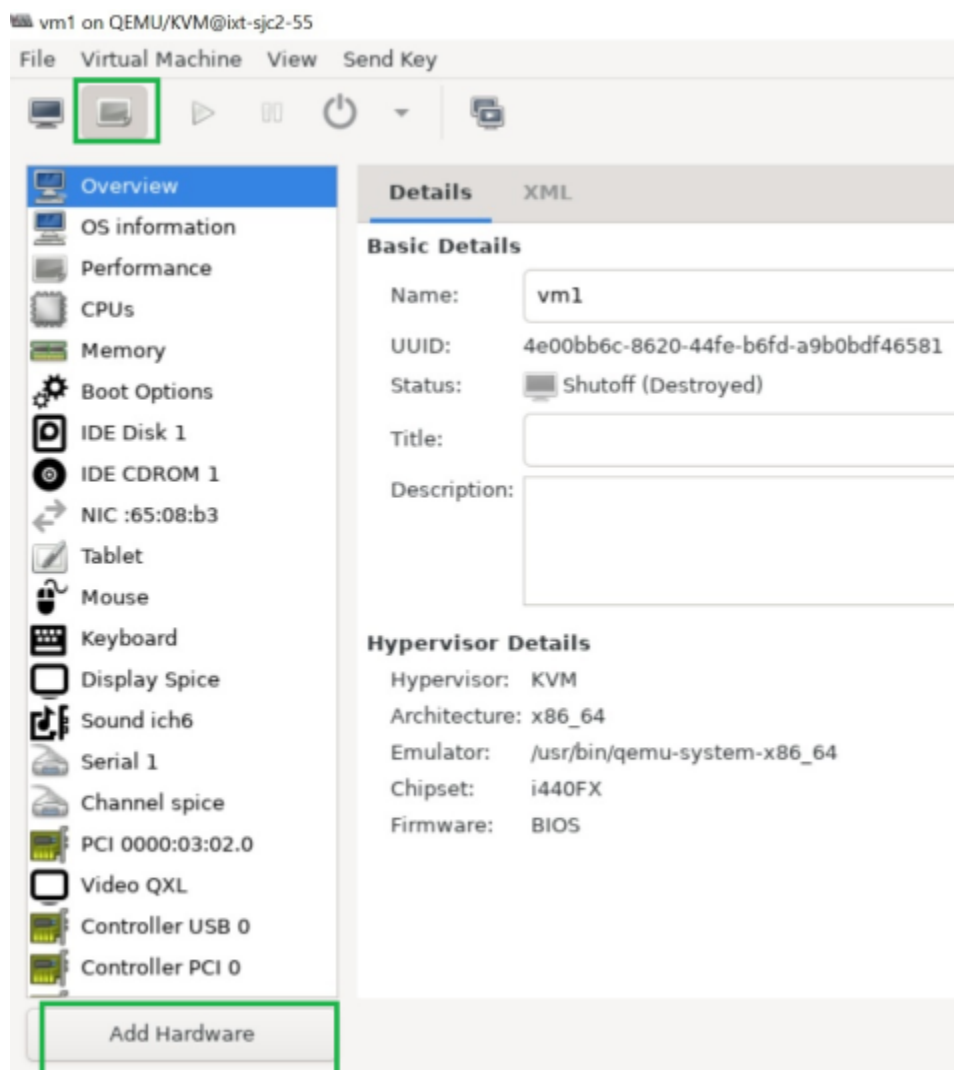 vm1 on QEMU/KVM@ixt-sjc2-55
File Virtual Machine View Send Key
Overview
OS information
Performance
CPUs
Memory
Boot Options
IDE Disk 1
IDE CDROM 1
NIC :65:08:b3
Tablet
Mouse
Keyboard
Display Spice
Sound ich6
Serial 1
Channel spice
PCI 0000:03:02.0
Video QXL
Controller USB 0
Controller PCI 0
Add Hardware
Details XML
Basic Details
Name: vm1
UUID: 4e00bb6c-8620-44fe-b6fd-a9b0bdf46581
Status: Shutoff (Destroyed)
Title:
Description:
Hypervisor Details
Hypervisor: KVM
Architecture: x86_64
Emulator: /usr/bin/qemu-system-x86_64
Chipset: i440FX
Firmware: BIOS